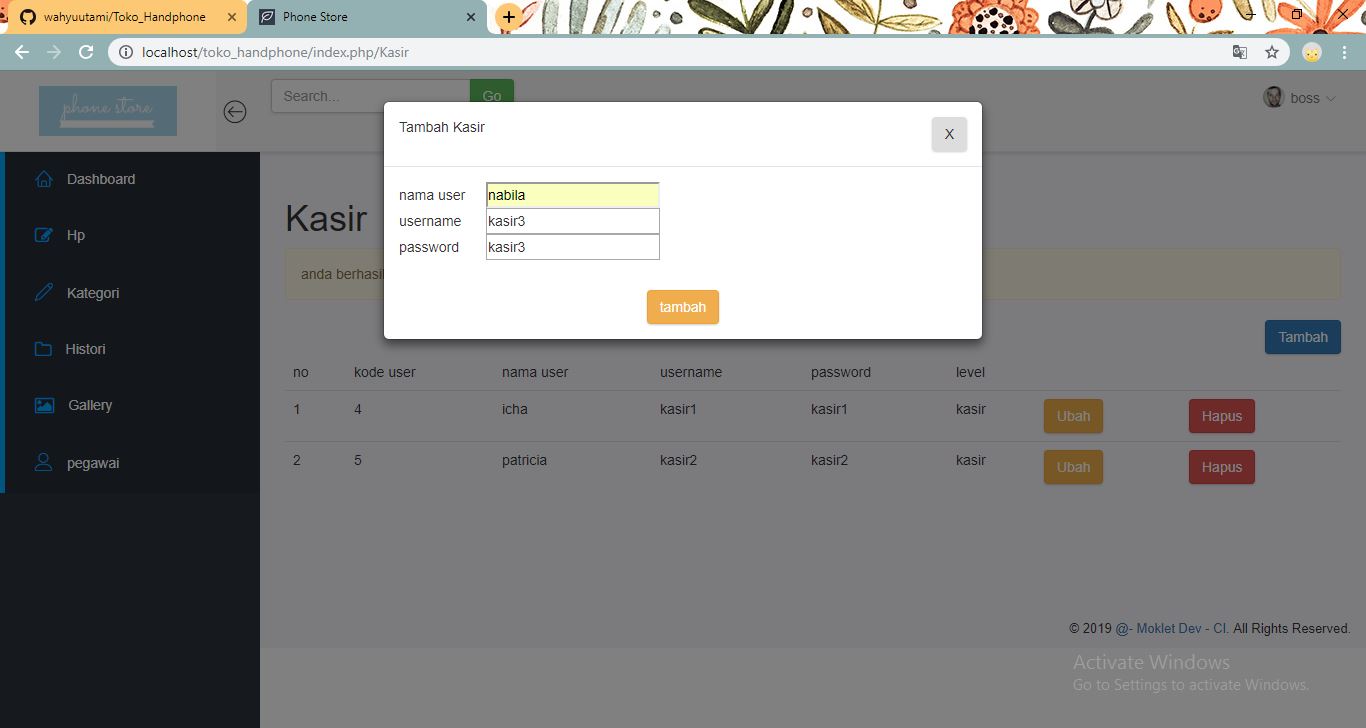 wahyuutami/Toko_Handphone
Phone Store
localhost/toko_handphone/index.php/Kasir
phone store
Search...
Go
boss
Tambah Kasir
X
nama user nabila
username kasir3
password kasir3
tambah
Dashboard
Hp
Kategori
Histori
Gallery
pegawai
Kasir
anda berhasil
Tambah
no kode user nama user username password level
1 4 icha kasir1 kasir1 kasir Ubah Hapus
2 5 patricia kasir2 kasir2 kasir Ubah Hapus
© 2019 @- Moklet Dev - CI. All Rights Reserved.
Activate Windows
Go to Settings to activate Windows.